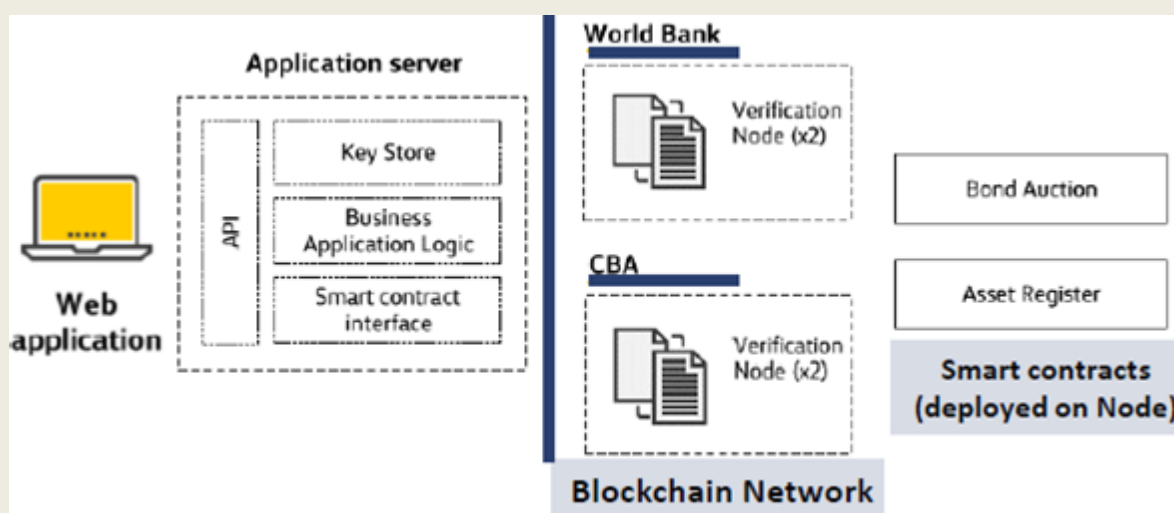 Application server
API
Key Store
Business
Application Logic
Smart contract
interface
Web
application
World Bank
Verification
Node (x2)
CBA
Verification
Node (x2)
Blockchain Network
Bond Auction
Asset Register
Smart contracts
(deployed on Node)